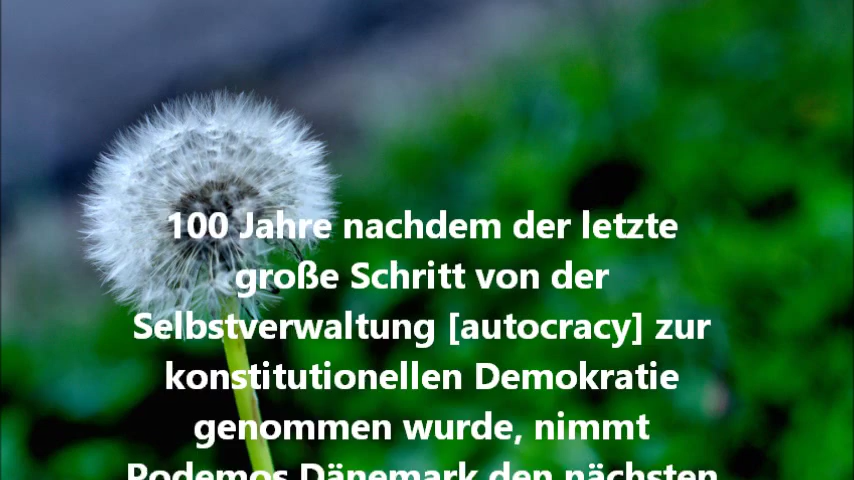 100 Jahre nachdem der letzte
große Schritt von der
Selbstverwaltung [autocracy] zur
konstitutionellen Demokratie
genommen wurde, nimmt
Podemos Dänemark den nächsten